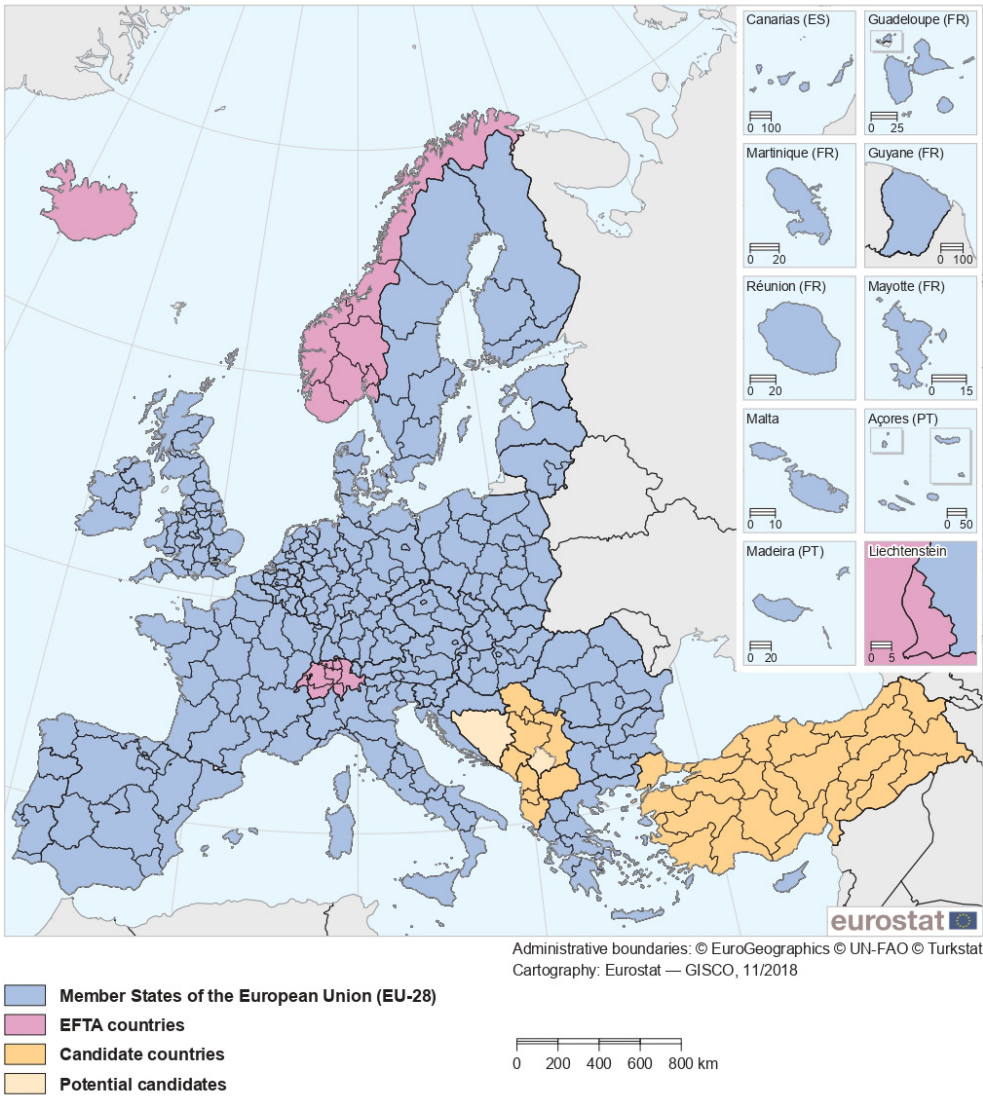 Canarias (ES)
0 100
Guadeloupe (FR)
0 25
Martinique (FR)
0 20
Guyane (FR)
0 100
Réunion (FR)
0 20
Mayotte (FR)
0 15
Malta
0 10
Açores (PT)
0 50
Madeira (PT)
0 20
Liechtenstein
0 5
eurostat
Administrative boundaries: © EuroGeographics © UN-FAO © Turkstat
Cartography: Eurostat — GISCO, 11/2018
Member States of the European Union (EU-28)
EFTA countries
Candidate countries
Potential candidates
0 200 400 600 800 km